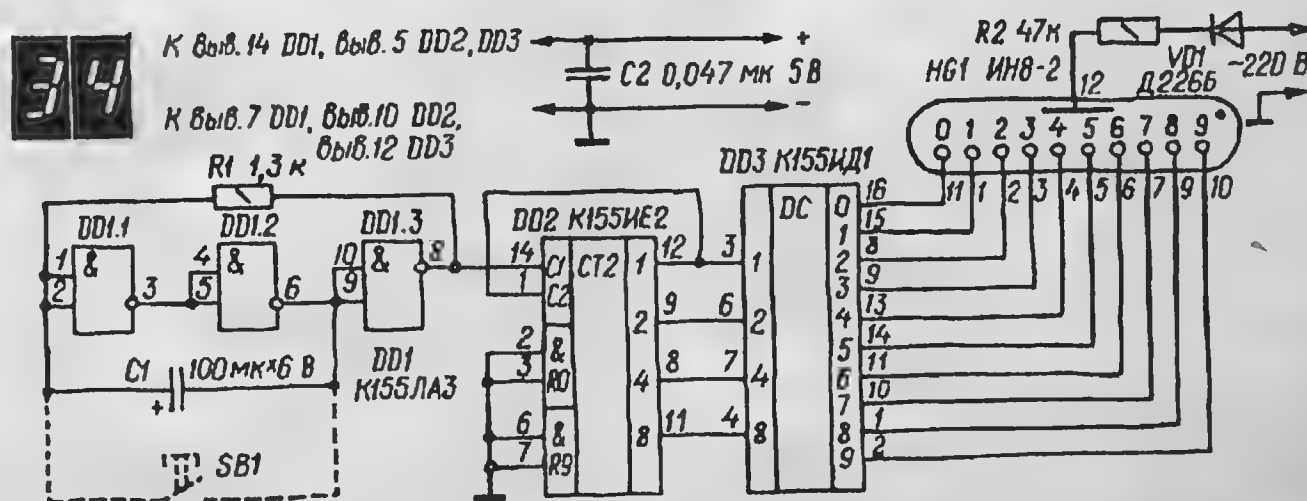 34
К выв.14 DD1, выв.5 DD2, DD3
+
C2 0,047 мк 5 В
К выв.7 DD1, выв.10 DD2,
выв.12 DD3
−
R2 47к
VD1
Д226Б
~220 В
HG1 ИН8-2
12
0 1 2 3 4 5 6 7 8 9
11 1 2 3 4 5 6 7 9 10
R1 1,3 к
DD1.1
DD1.2
DD1.3
1
2
&
3
4
5
&
6
10
9
&
8
DD1
К155ЛА3
C1
+
100мк×6 В
SB1
DD2 К155ИЕ2
14 C1 CT2 1 12
1 C2
2 9
2 &
3 R0
4 8
6 &
7 R9
8 11
DD3 К155ИД1
DC
3 1
6 2
7 4
4 8
0 16
1 15
2 8
3 9
4 13
5 14
6 11
7 10
8 1
9 2